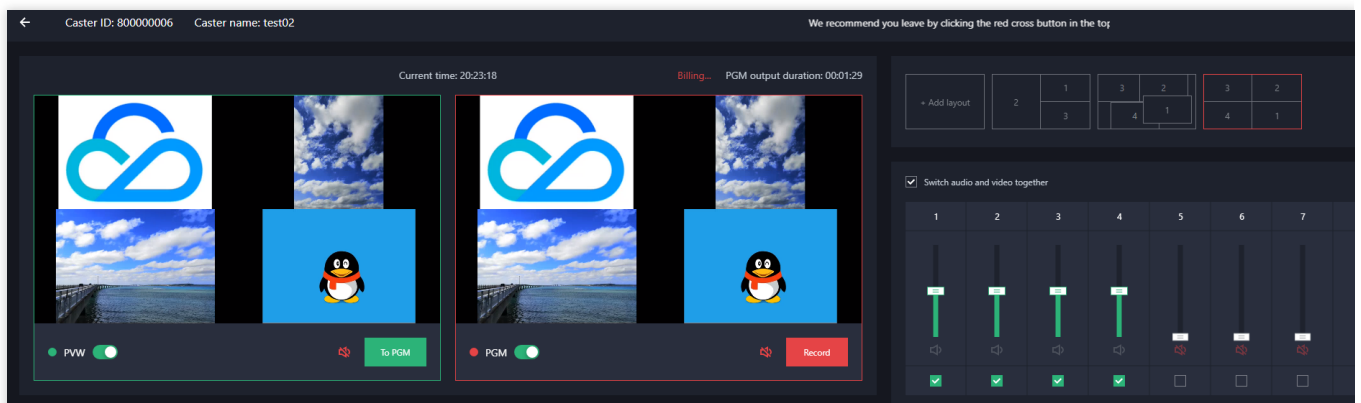 Caster ID: 800000006 Caster name: test02 We recommend you leave by clicking the red cross button in the top
Current time: 20:23:18 Billing... PGM output duration: 00:01:29
+ Add layout
2 1 3
3 2 4 1
3 2 4 1
Switch audio and video together
1 2 3 4 5 6 7
PVW To PGM PGM Record